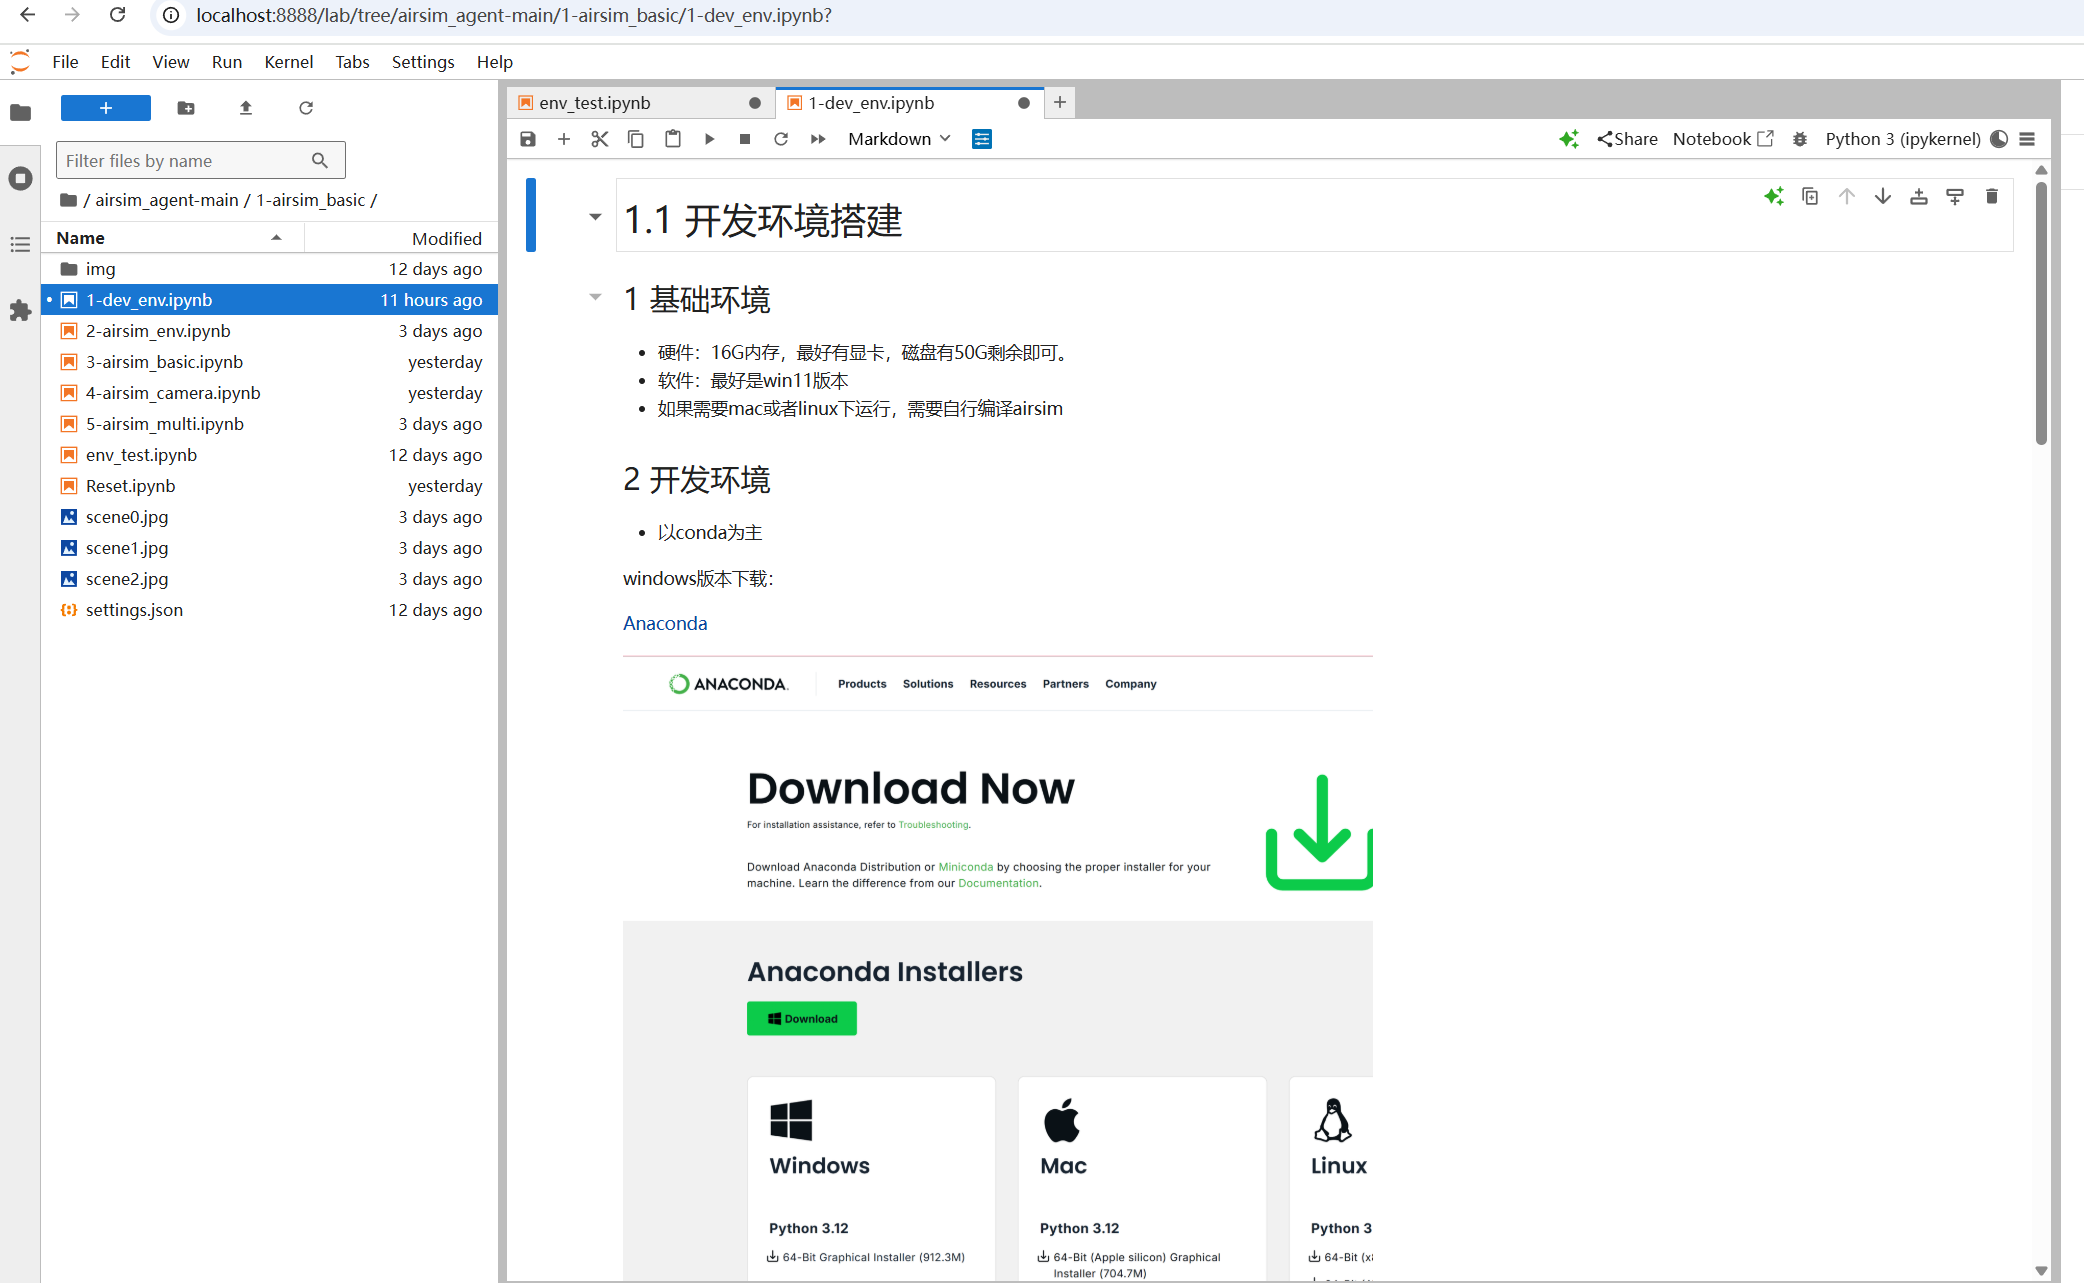 localhost:8888/lab/tree/airsim_agent-main/1-airsim_basic/1-dev_env.ipynb?
File Edit View Run Kernel Tabs Settings Help
Filter files by name
/ airsim_agent-main / 1-airsim_basic /
Name Modified
img 12 days ago
1-dev_env.ipynb 11 hours ago
2-airsim_env.ipynb 3 days ago
3-airsim_basic.ipynb yesterday
4-airsim_camera.ipynb yesterday
5-airsim_multi.ipynb 3 days ago
env_test.ipynb 12 days ago
Reset.ipynb yesterday
scene0.jpg 3 days ago
scene1.jpg 3 days ago
scene2.jpg 3 days ago
settings.json 12 days ago
env_test.ipynb 1-dev_env.ipynb
Markdown Share Notebook Python 3 (ipykernel)
1.1 开发环境搭建
1 基础环境
硬件：16G内存，最好有显卡，磁盘有50G剩余即可。
软件：最好是win11版本
如果需要mac或者linux下运行，需要自行编译airsim
2 开发环境
以conda为主
windows版本下载：
Anaconda
ANACONDA. Products Solutions Resources Partners Company
Download Now
For installation assistance, refer to Troubleshooting.
Download Anaconda Distribution or Miniconda by choosing the proper installer for your
machine. Learn the difference from our Documentation.
Anaconda Installers
Download
Windows Mac Linux
Python 3.12 Python 3.12 Python 3
64-Bit Graphical Installer (912.3M) 64-Bit (Apple silicon) Graphical 64-Bit
Installer (704.7M)